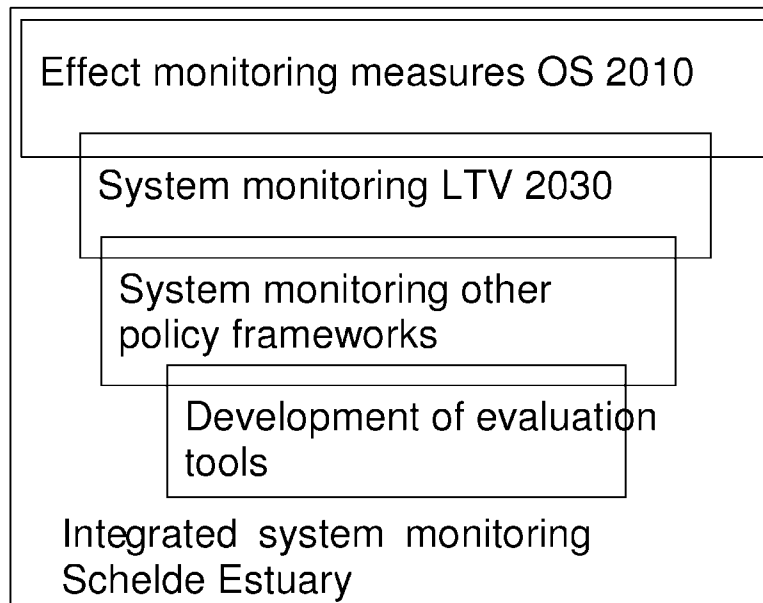 Effect monitoring measures OS 2010
System monitoring LTV 2030
System monitoring other
policy frameworks
Development of evaluation
tools
Integrated system monitoring
Schelde Estuary